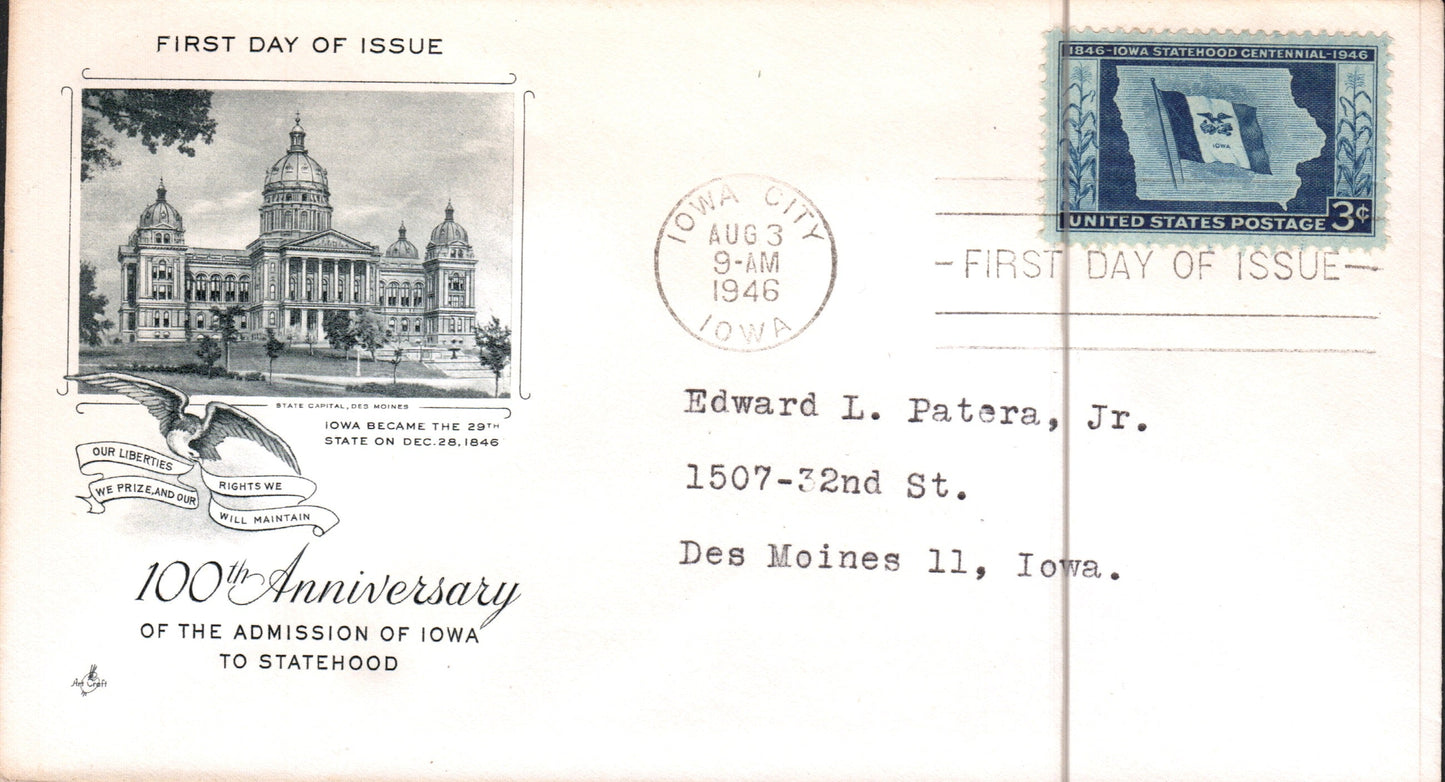 FIRST DAY OF ISSUE
1846-IOWA STATEHOOD CENTENNIAL-1946
IOWA
UNITED STATES POSTAGE 3¢
IOWA CITY
AUG 3
9-AM
1946
IOWA
-FIRST DAY OF ISSUE-
STATE CAPITAL, DES MOINES
IOWA BECAME THE 29TH
STATE ON DEC. 28, 1846
OUR LIBERTIES
WE PRIZE, AND OUR
RIGHTS WE
WILL MAINTAIN
100th Anniversary
OF THE ADMISSION OF IOWA
TO STATEHOOD
Art Craft
Edward L. Patera, Jr.
1507-32nd St.
Des Moines 11, Iowa.